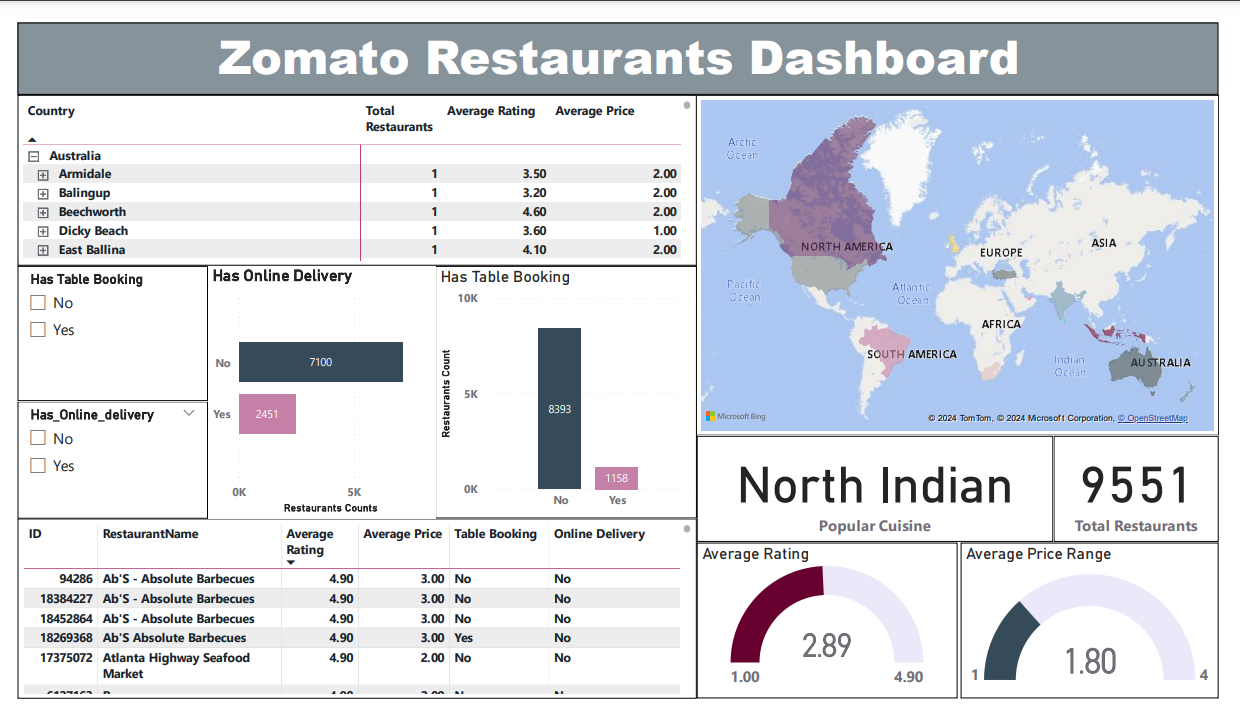 Zomato Restaurants Dashboard
Country Total Restaurants Average Rating Average Price
Australia
Armidale 1 3.50 2.00
Balingup 1 3.20 2.00
Beechworth 1 4.60 2.00
Dicky Beach 1 3.60 1.00
East Ballina 1 4.10 2.00
Has Table Booking
No
Yes
Has_Online_delivery
No
Yes
Has Online Delivery
No 7100
Yes 2451
0K 5K
Restaurants Counts
Has Table Booking
Restaurants Count
10K
5K
0K
8393
1158
No Yes
Arctic
Ocean
NORTH AMERICA
EUROPE
ASIA
Pacific
Ocean
Atlantic
Ocean
AFRICA
SOUTH AMERICA
Indian
Ocean
AUSTRALIA
Microsoft Bing
© 2024 TomTom, © 2024 Microsoft Corporation, © OpenStreetMap
North Indian
Popular Cuisine
9551
Total Restaurants
ID RestaurantName Average Rating Average Price Table Booking Online Delivery
94286 Ab'S - Absolute Barbecues 4.90 3.00 No No
18384227 Ab'S - Absolute Barbecues 4.90 3.00 No No
18452864 Ab'S - Absolute Barbecues 4.90 3.00 No No
18269368 Ab'S Absolute Barbecues 4.90 3.00 Yes No
17375072 Atlanta Highway Seafood Market 4.90 2.00 No No
Average Rating
2.89
1.00 4.90
Average Price Range
1.80
1 4